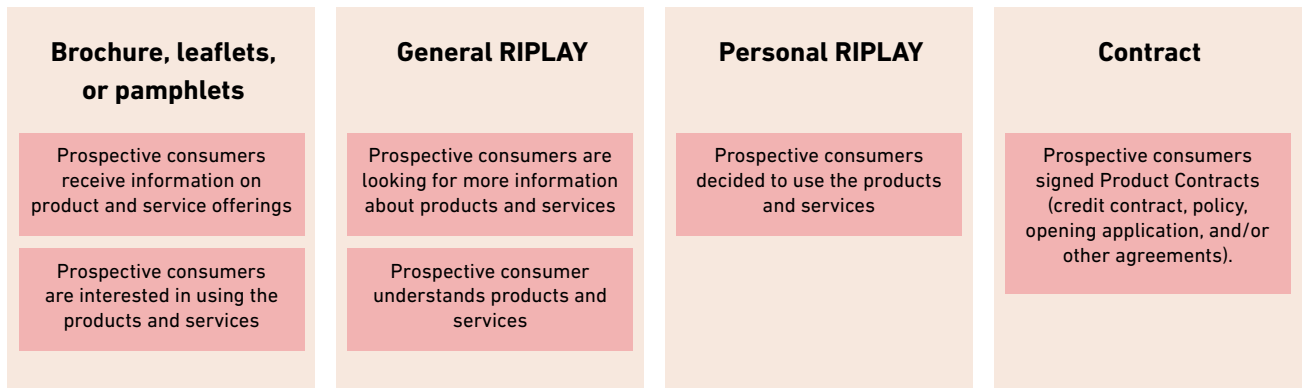 Brochure, leaflets,
or pamphlets
Prospective consumers
receive information on
product and service offerings
Prospective consumers
are interested in using the
products and services
General RIPLAY
Prospective consumers are
looking for more information
about products and services
Prospective consumer
understands products and
services
Personal RIPLAY
Prospective consumers
decided to use the products
and services
Contract
Prospective consumers
signed Product Contracts
(credit contract, policy,
opening application, and/or
other agreements).